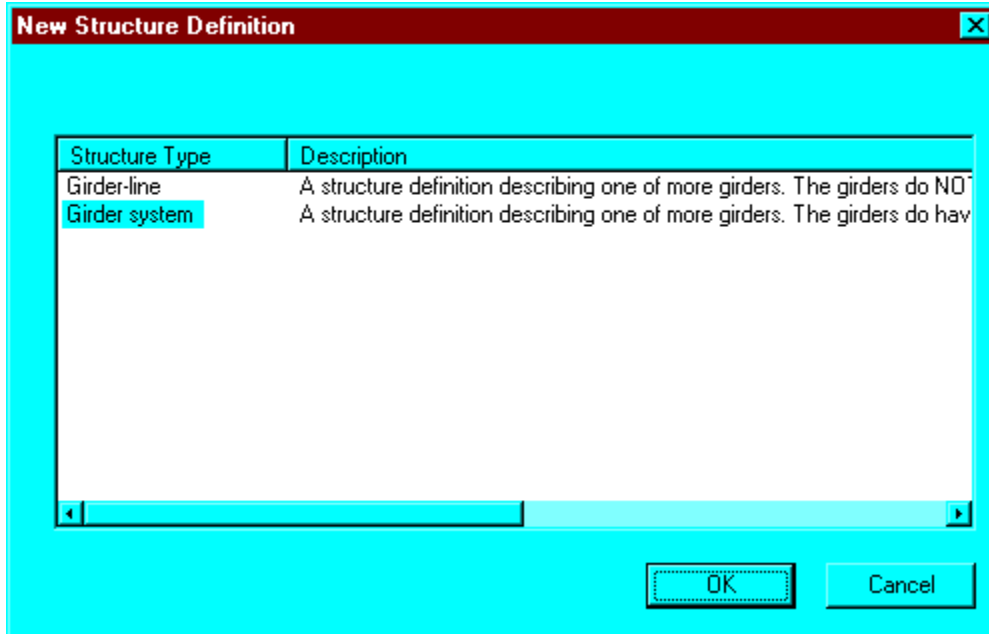 New Structure Definition
Structure Type Description
Girder-line A structure definition describing one of more girders. The girders do NOT
Girder system A structure definition describing one of more girders. The girders do hav
OK Cancel